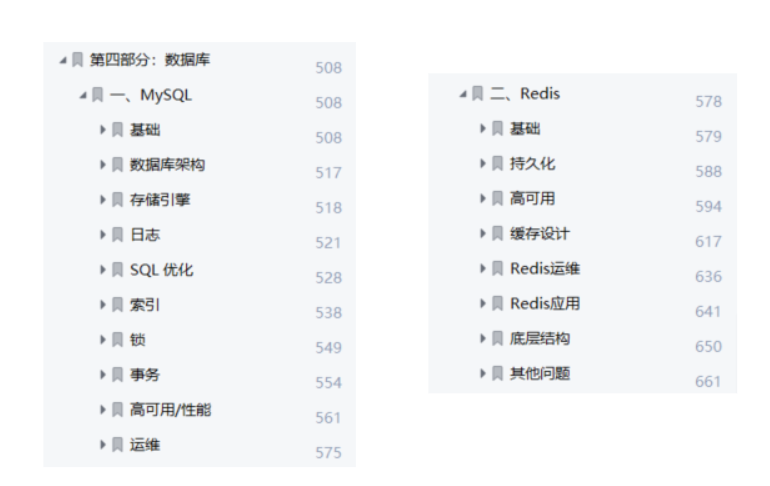 第四部分：数据库 508
一、MySQL 508
基础 508
数据库架构 517
存储引擎 518
日志 521
SQL 优化 528
索引 538
锁 549
事务 554
高可用/性能 561
运维 575
二、Redis 578
基础 579
持久化 588
高可用 594
缓存设计 617
Redis运维 636
Redis应用 641
底层结构 650
其他问题 661